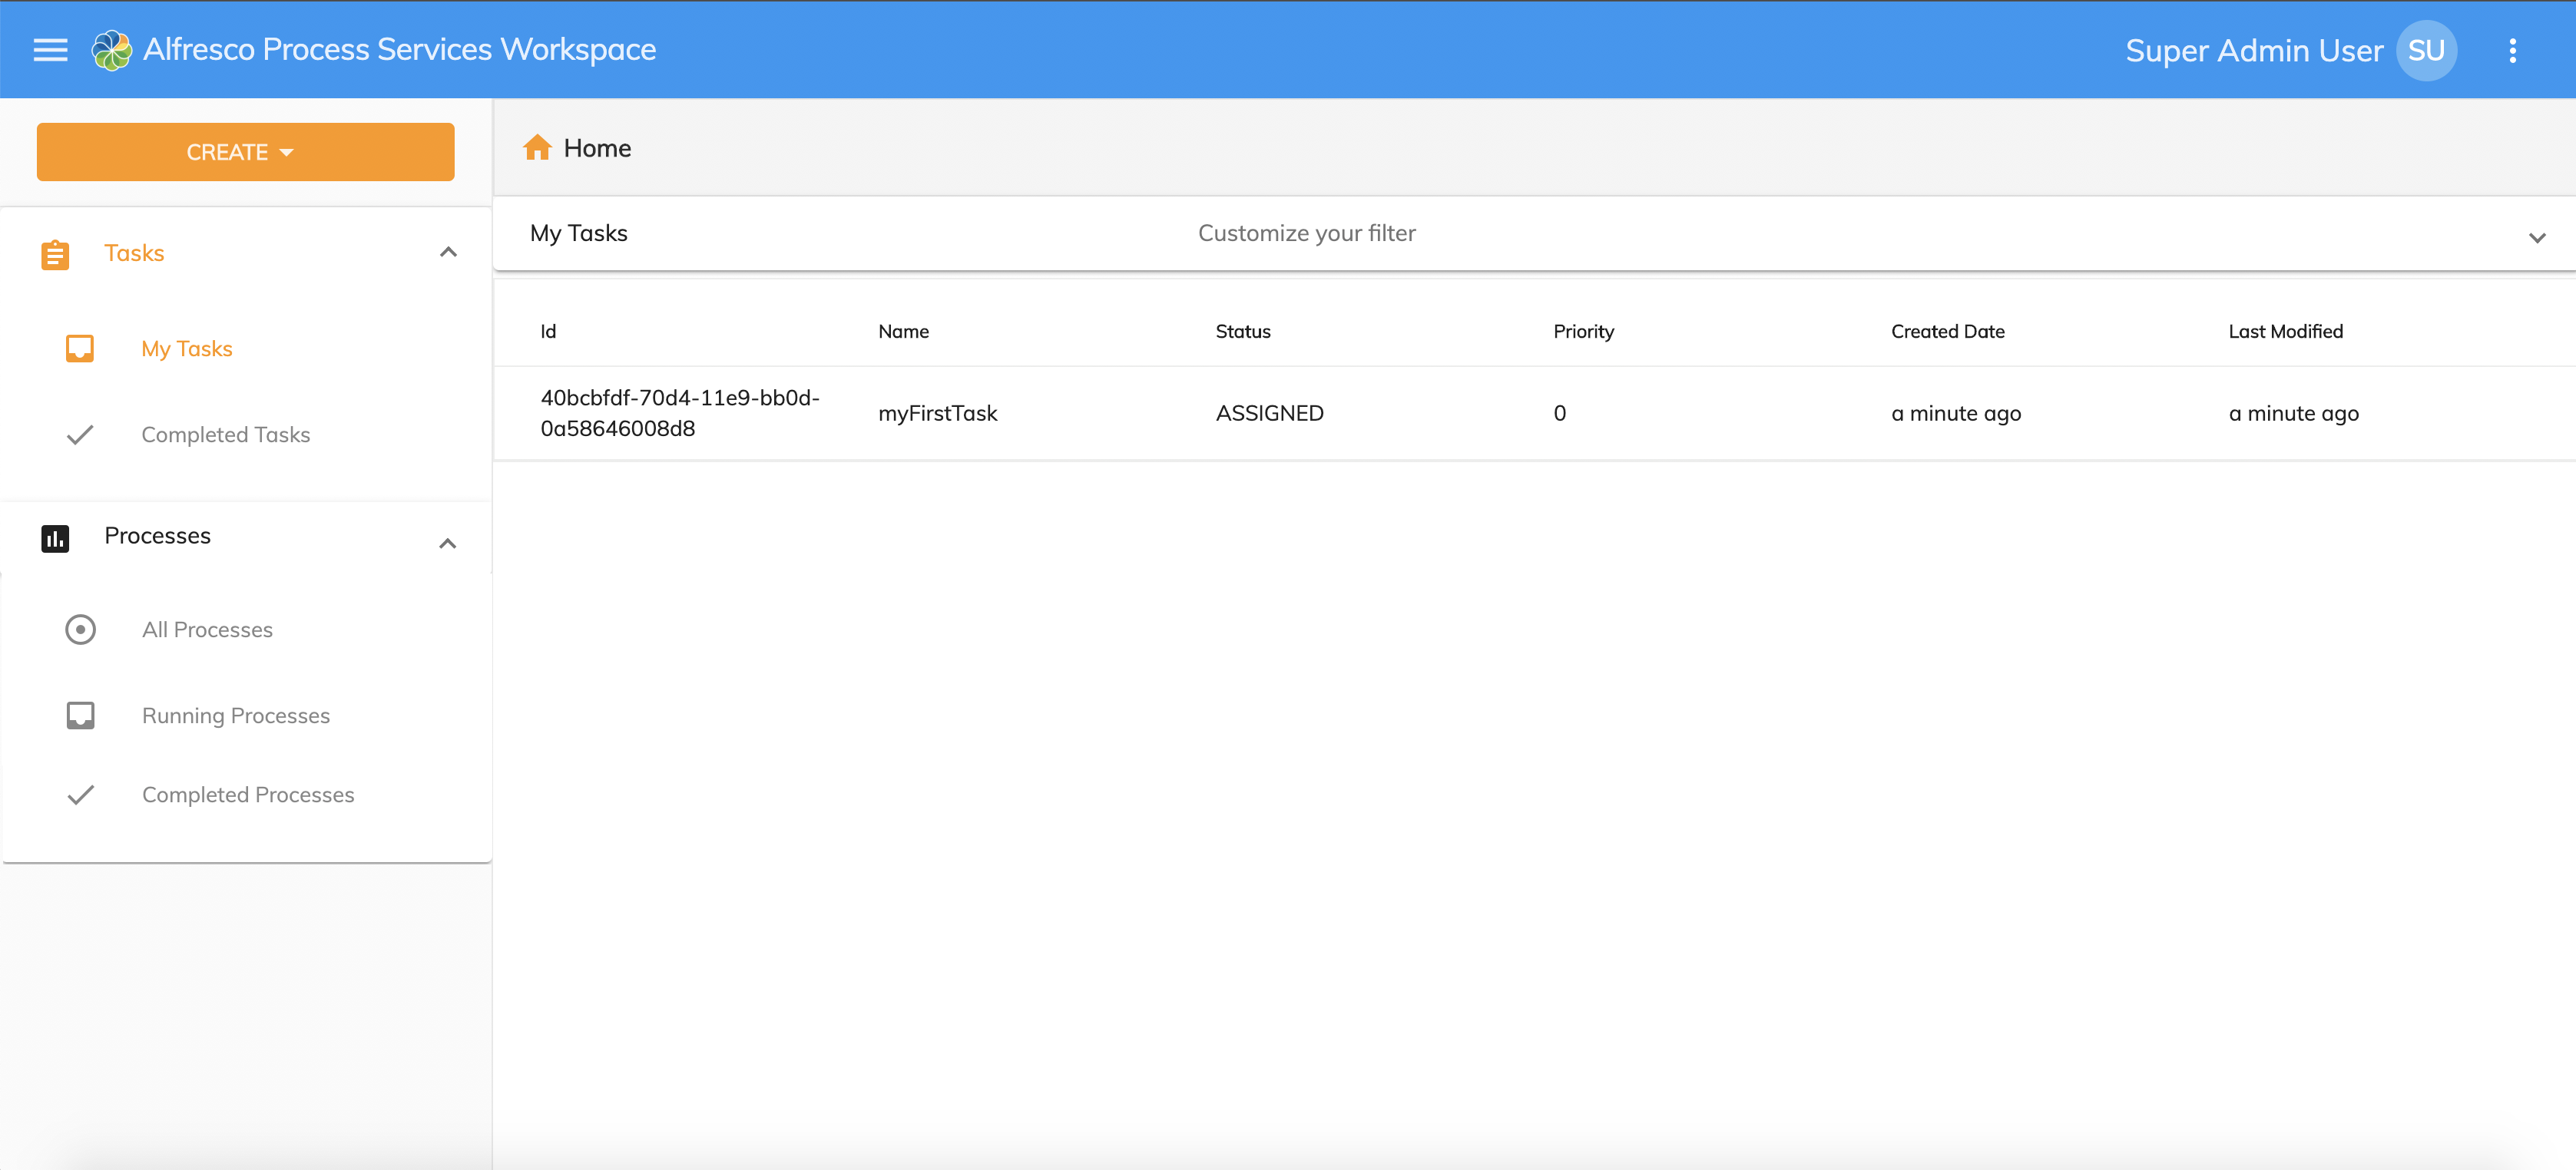 Alfresco Process Services Workspace
Super Admin User SU
CREATE
Home
Tasks
My Tasks
Completed Tasks
Processes
All Processes
Running Processes
Completed Processes
My Tasks Customize your filter
Id Name Status Priority Created Date Last Modified
40bcbfdf-70d4-11e9-bb0d-
0a58646008d8
myFirstTask ASSIGNED 0 a minute ago a minute ago